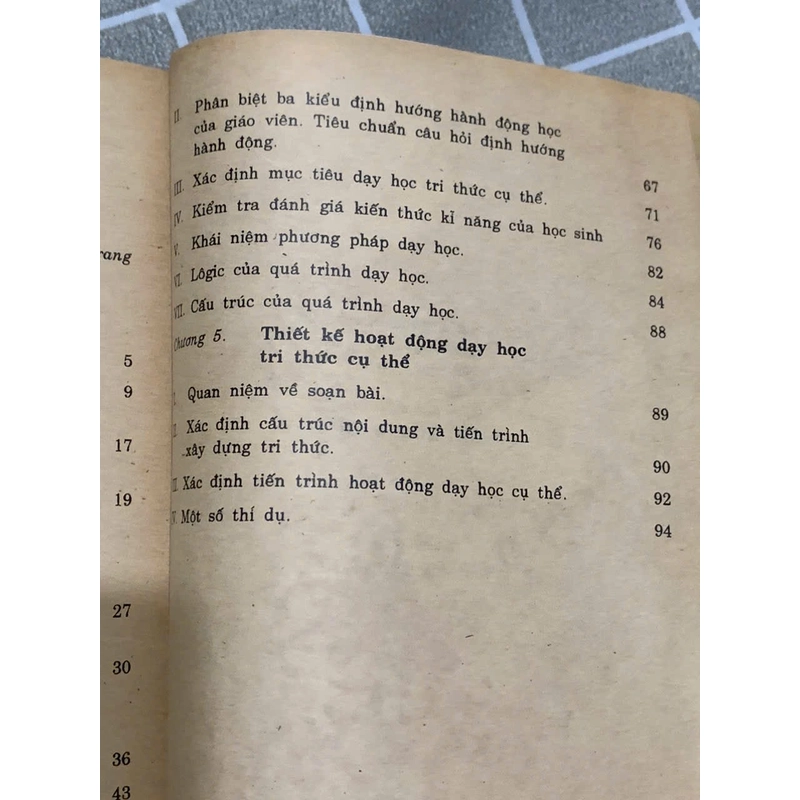 rang
5
9
17
19
27
30
36
43
II. Phân biệt ba kiểu định hướng hành động học
của giáo viên. Tiêu chuẩn câu hỏi định hướng
hành động. 67
III. Xác định mục tiêu dạy học tri thức cụ thể. 71
IV. Kiểm tra đánh giá kiến thức kĩ năng của học sinh 76
V. Khái niệm phương pháp dạy học. 82
VI. Lôgic của quá trình dạy học. 84
VII. Cấu trúc của quá trình dạy học. 88
Chương 5. Thiết kế hoạt động dạy học
tri thức cụ thể
I. Quan niệm về soạn bài. 89
II. Xác định cấu trúc nội dung và tiến trình
xây dựng tri thức. 90
III. Xác định tiến trình hoạt động dạy học cụ thể. 92
IV. Một số thí dụ. 94